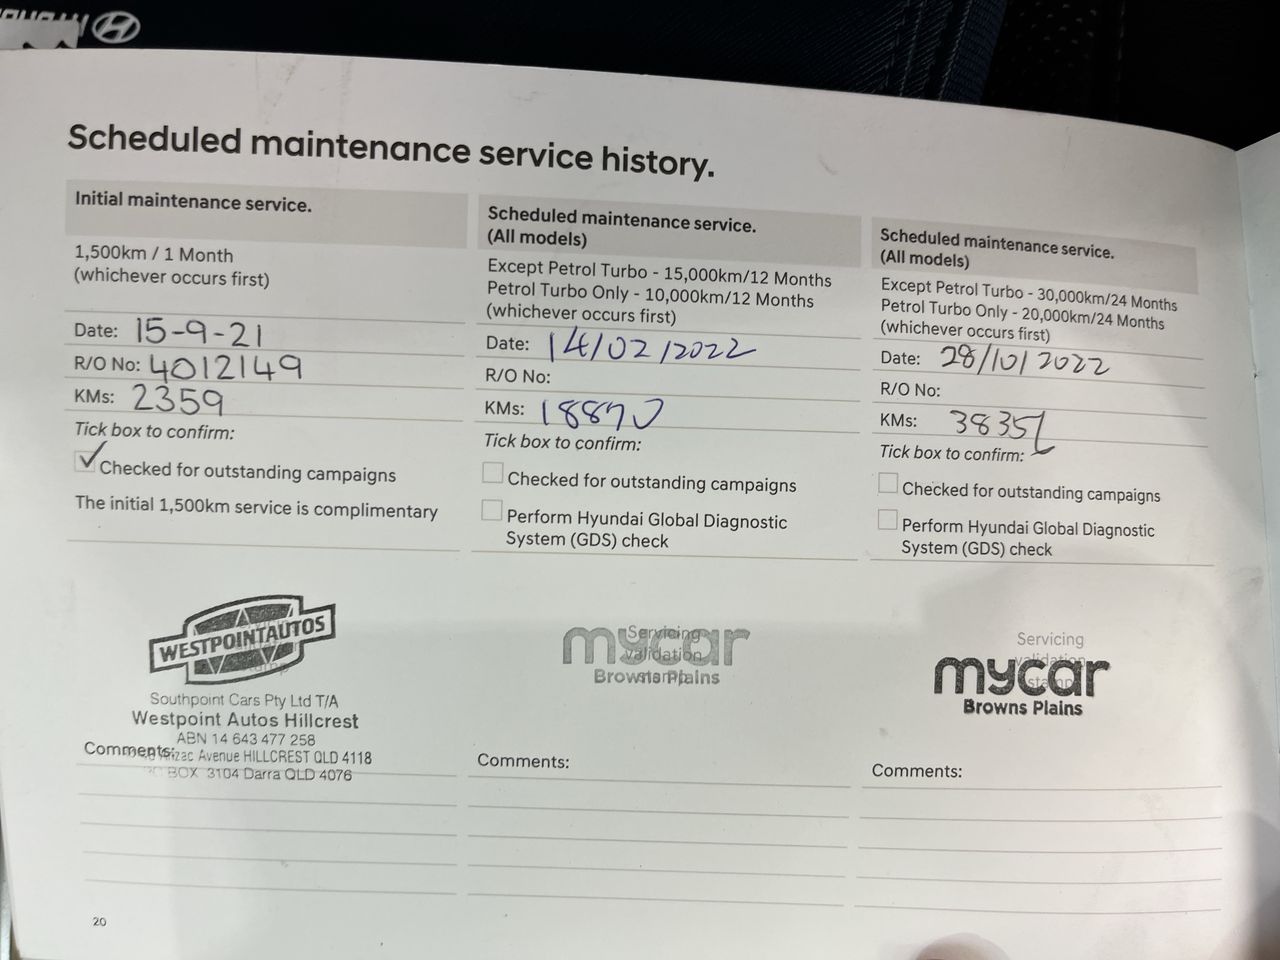 HYUNDAI
Scheduled maintenance service history.
Initial maintenance service.
1,500km / 1 Month
(whichever occurs first)
Date: 15-9-21
R/O No: 4012149
KMs: 2359
Tick box to confirm:
Checked for outstanding campaigns
The initial 1,500km service is complimentary
WESTPOINTAUTOS
Southpoint Cars Pty Ltd T/A
Westpoint Autos Hillcrest
ABN 14 643 477 258
Avenue HILLCREST QLD 4118
BOX 3104 Darra QLD 4076
Comments:
Scheduled maintenance service.
(All models)
Except Petrol Turbo - 15,000km/12 Months
Petrol Turbo Only - 10,000km/12 Months
(whichever occurs first)
Date: 14/02/2022
R/O No:
KMs: 18870
Tick box to confirm:
Checked for outstanding campaigns
Perform Hyundai Global Diagnostic
System (GDS) check
Servicing
validation
stamp
mycar
Browns Plains
Comments:
Scheduled maintenance service.
(All models)
Except Petrol Turbo - 30,000km/24 Months
Petrol Turbo Only - 20,000km/24 Months
(whichever occurs first)
Date: 28/10/2022
R/O No:
KMs:
Tick box to confirm:
Checked for outstanding campaigns
Perform Hyundai Global Diagnostic
System (GDS) check
Servicing
validation
stamp
mycar
Browns Plains
Comments:
20